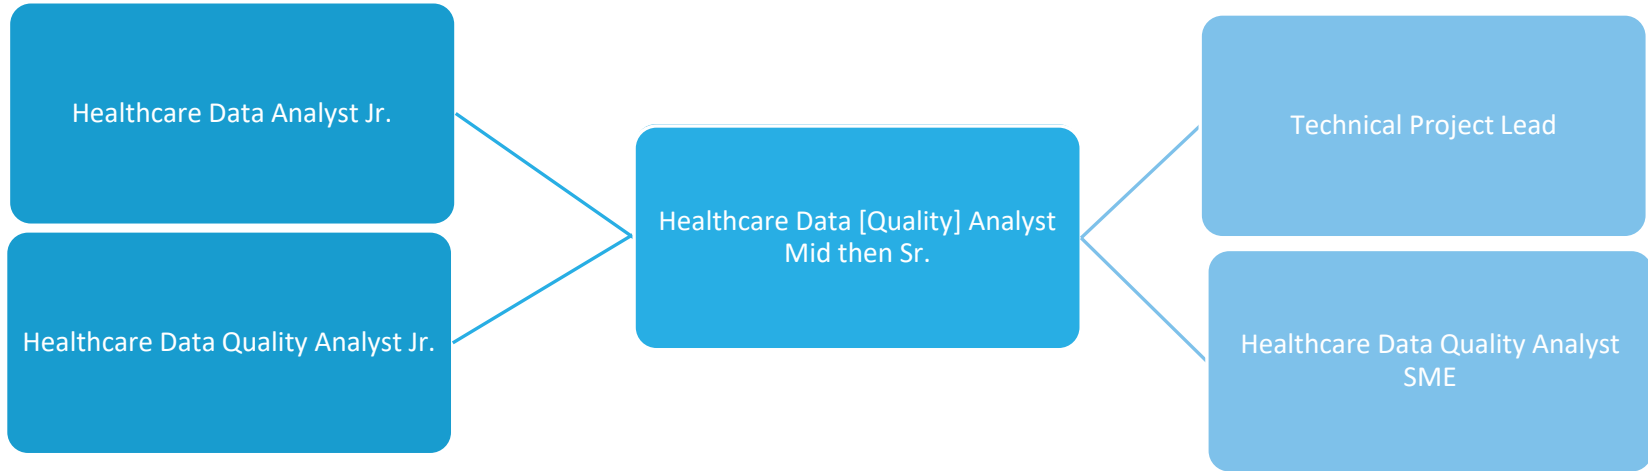 Healthcare Data Analyst Jr.
Healthcare Data Quality Analyst Jr.
Healthcare Data [Quality] Analyst
Mid then Sr.
Technical Project Lead
Healthcare Data Quality Analyst
SME